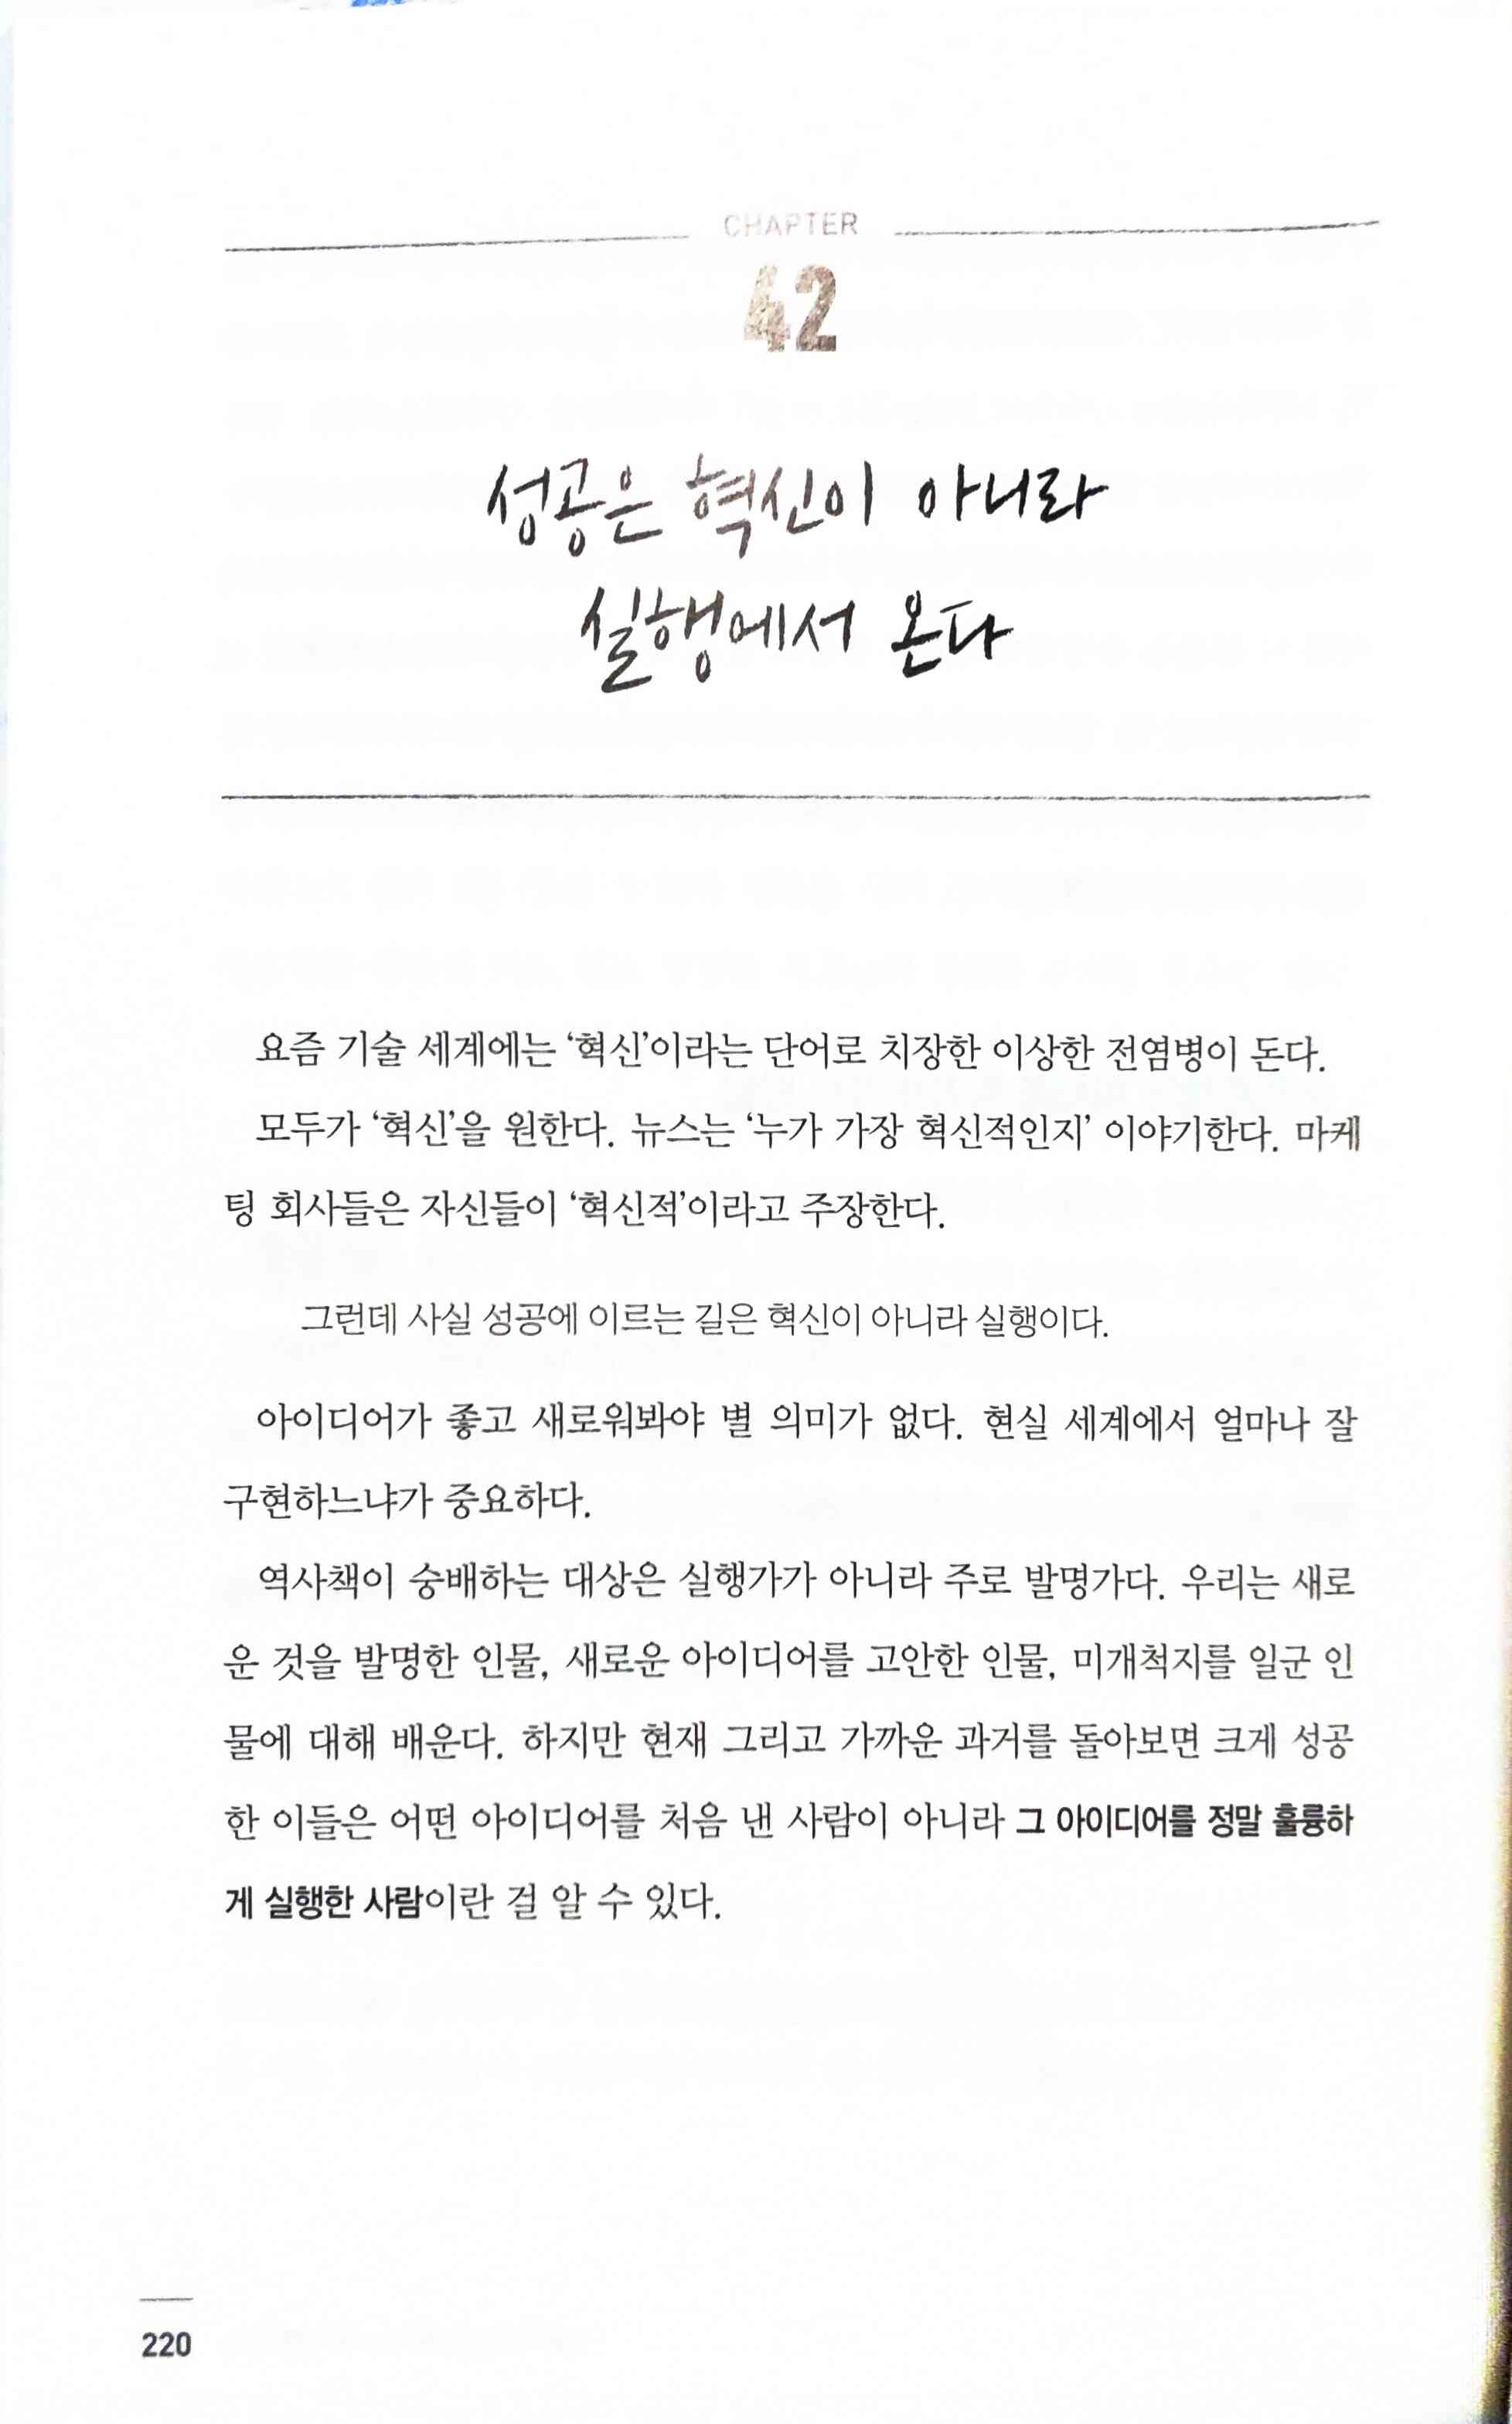 CHAPTER
42
성공은 혁신이 아니라
실행에서 온다
요즘 기술 세계에는 ‘혁신’이라는 단어로 치장한 이상한 전염병이 돈다.
모두가 ‘혁신’을 원한다. 뉴스는 ‘누가 가장 혁신적인지’ 이야기한다. 마케
팅 회사들은 자신들이 ‘혁신적’이라고 주장한다.
그런데 사실 성공에 이르는 길은 혁신이 아니라 실행이다.
아이디어가 좋고 새로워봐야 별 의미가 없다. 현실 세계에서 얼마나 잘
구현하느냐가 중요하다.
역사책이 숭배하는 대상은 실행가가 아니라 주로 발명가다. 우리는 새로
운 것을 발명한 인물, 새로운 아이디어를 고안한 인물, 미개척지를 일군 인
물에 대해 배운다. 하지만 현재 그리고 가까운 과거를 돌아보면 크게 성공
한 이들은 어떤 아이디어를 처음 낸 사람이 아니라 그 아이디어를 정말 훌륭하
게 실행한 사람이란 걸 알 수 있다.
220